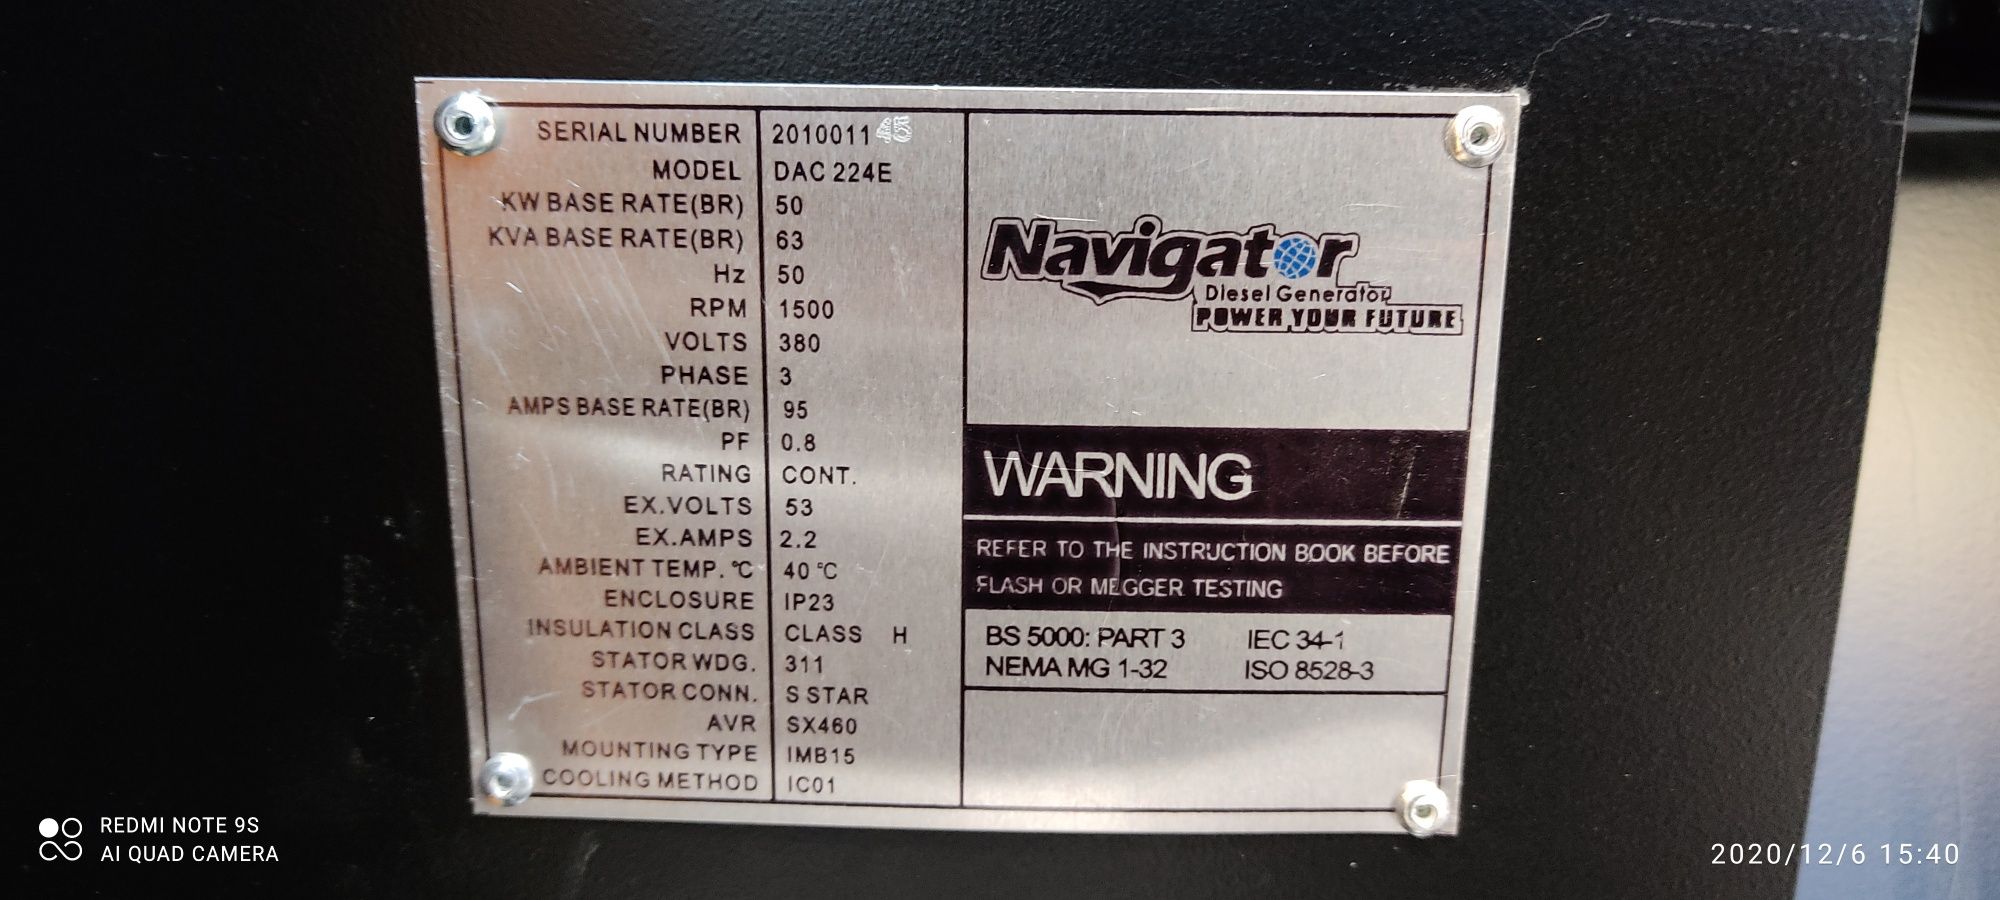 SERIAL NUMBER 2010011
MODEL DAC 224E
KW BASE RATE(BR) 50
KVA BASE RATE(BR) 63
Hz 50
RPM 1500
VOLTS 380
PHASE 3
AMPS BASE RATE(BR) 95
PF 0.8
RATING CONT.
EX.VOLTS 53
EX.AMPS 2.2
AMBIENT TEMP. °C 40 °C
ENCLOSURE IP23
INSULATION CLASS CLASS H
STATOR WDG. 311
STATOR CONN. S STAR
AVR SX460
MOUNTING TYPE IMB15
COOLING METHOD IC01
Navigator
Diesel Generator
POWER YOUR FUTURE
WARNING
REFER TO THE INSTRUCTION BOOK BEFORE
FLASH OR MEGGER TESTING
BS 5000: PART 3 IEC 34-1
NEMA MG 1-32 ISO 8528-3
REDMI NOTE 9S
AI QUAD CAMERA
2020/12/6 15:40